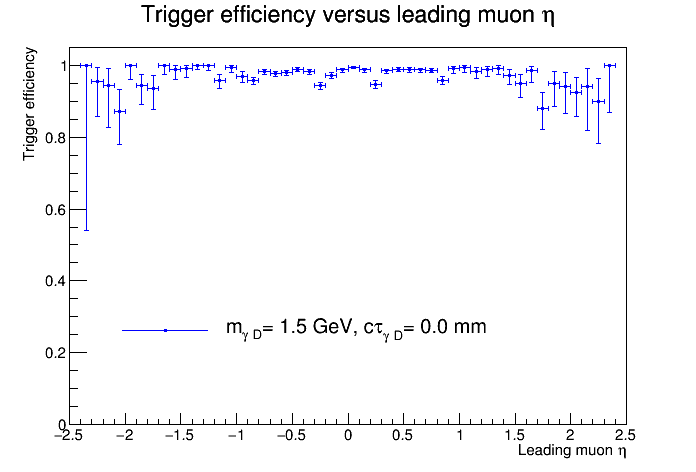 Trigger efficiency versus leading muon η
Trigger efficiency
1
0.8
0.6
0.4
0.2
0
m γ D = 1.5 GeV, cτ γ D = 0.0 mm
−2.5 −2 −1.5 −1 −0.5 0 0.5 1 1.5 2 2.5
Leading muon η